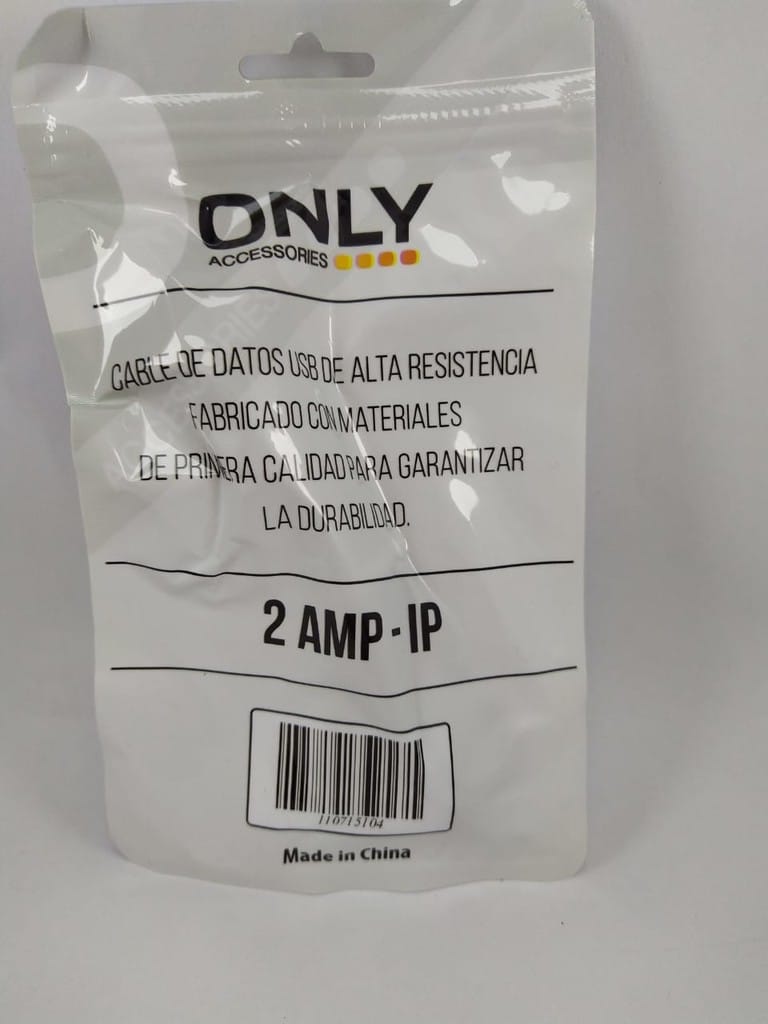 ONLY
ACCESSORIES
CABLE DE DATOS USB DE ALTA RESISTENCIA
FABRICADO CON MATERIALES
DE PRIMERA CALIDAD PARA GARANTIZAR
LA DURABILIDAD.
2 AMP - IP
110715104
Made in China